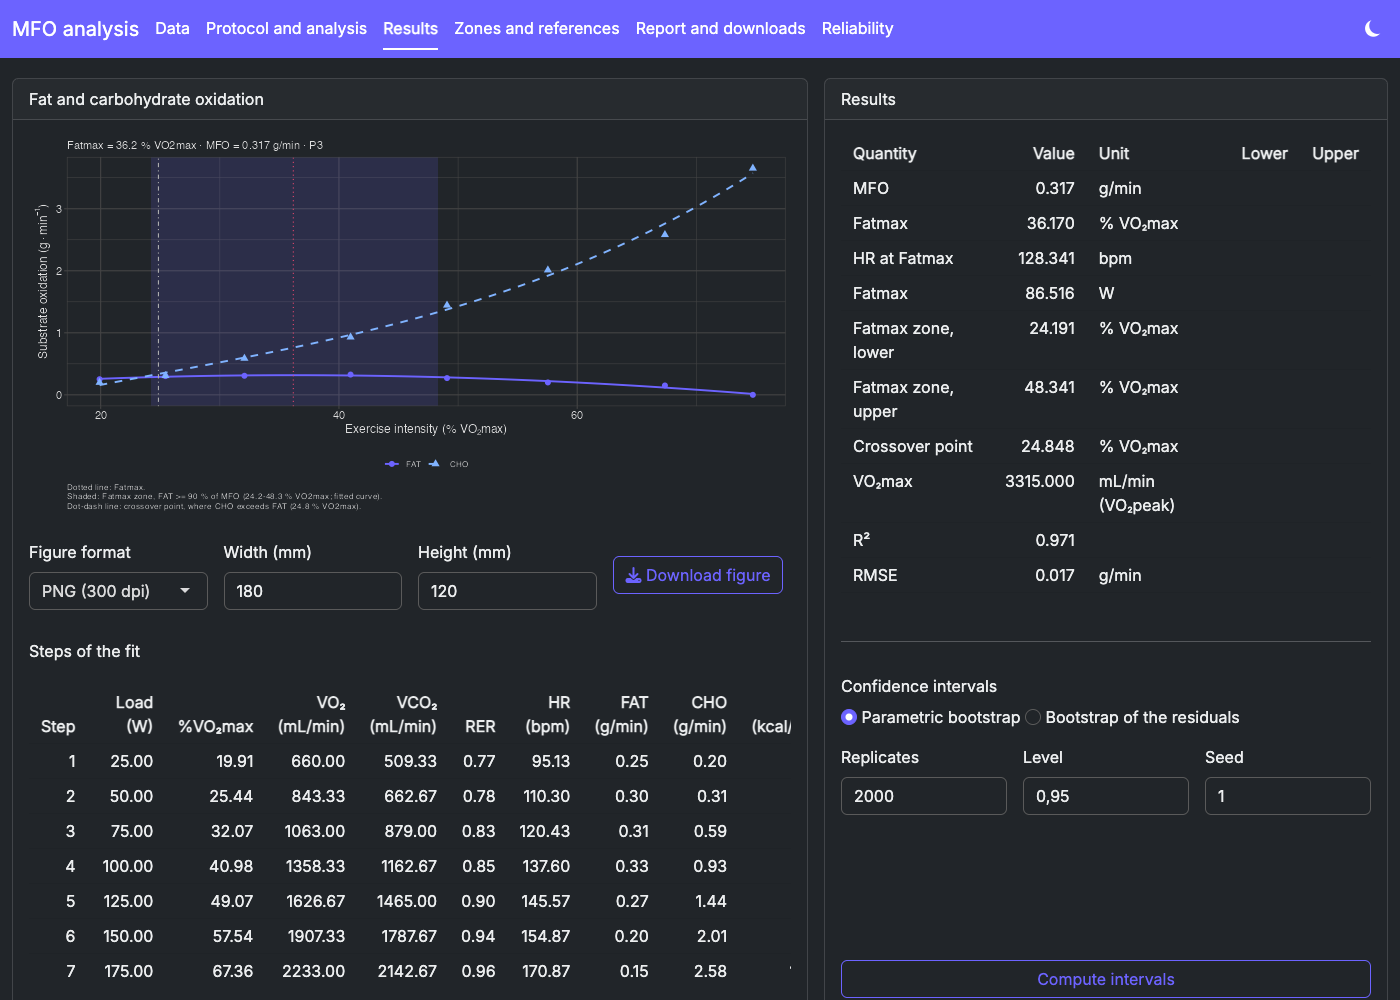 MFO analysis Data Protocol and analysis Results Zones and references Report and downloads Reliability
Fat and carbohydrate oxidation
Fatmax = 36.2 % VO2max · MFO = 0.317 g/min · P3
Substrate oxidation (g · min⁻¹)
3
2
1
0
20 40 60
Exercise intensity (% VO₂max)
FAT CHO
Dotted line: Fatmax.
Shaded: Fatmax zone, FAT >= 90 % of MFO (24.2-48.3 % VO2max; fitted curve).
Dot-dash line: crossover point, where CHO exceeds FAT (24.8 % VO2max).
Figure format Width (mm) Height (mm)
PNG (300 dpi) 180 120 Download figure
Steps of the fit
Load VO₂ VCO₂ HR FAT CHO
Step (W) %VO₂max (mL/min) (mL/min) RER (bpm) (g/min) (g/min) (kcal/
1 25.00 19.91 660.00 509.33 0.77 95.13 0.25 0.20
2 50.00 25.44 843.33 662.67 0.78 110.30 0.30 0.31
3 75.00 32.07 1063.00 879.00 0.83 120.43 0.31 0.59
4 100.00 40.98 1358.33 1162.67 0.85 137.60 0.33 0.93
5 125.00 49.07 1626.67 1465.00 0.90 145.57 0.27 1.44
6 150.00 57.54 1907.33 1787.67 0.94 154.87 0.20 2.01
7 175.00 67.36 2233.00 2142.67 0.96 170.87 0.15 2.58
Results
Quantity Value Unit Lower Upper
MFO 0.317 g/min
Fatmax 36.170 % VO₂max
HR at Fatmax 128.341 bpm
Fatmax 86.516 W
Fatmax zone, 24.191 % VO₂max
lower
Fatmax zone, 48.341 % VO₂max
upper
Crossover point 24.848 % VO₂max
VO₂max 3315.000 mL/min
(VO₂peak)
R² 0.971
RMSE 0.017 g/min
Confidence intervals
Parametric bootstrap Bootstrap of the residuals
Replicates Level Seed
2000 0,95 1
Compute intervals